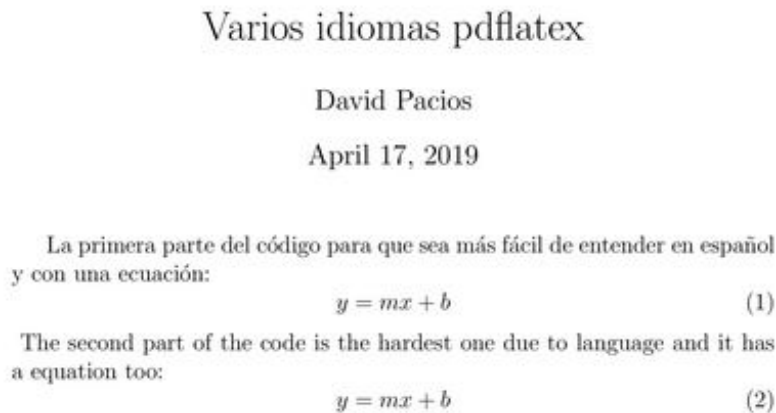 Varios idiomas pdflatex
David Pacios
April 17, 2019
La primera parte del código para que sea más fácil de entender en español
y con una ecuación:
y = mx + b (1)
The second part of the code is the hardest one due to language and it has
a equation too:
y = mx + b (2)